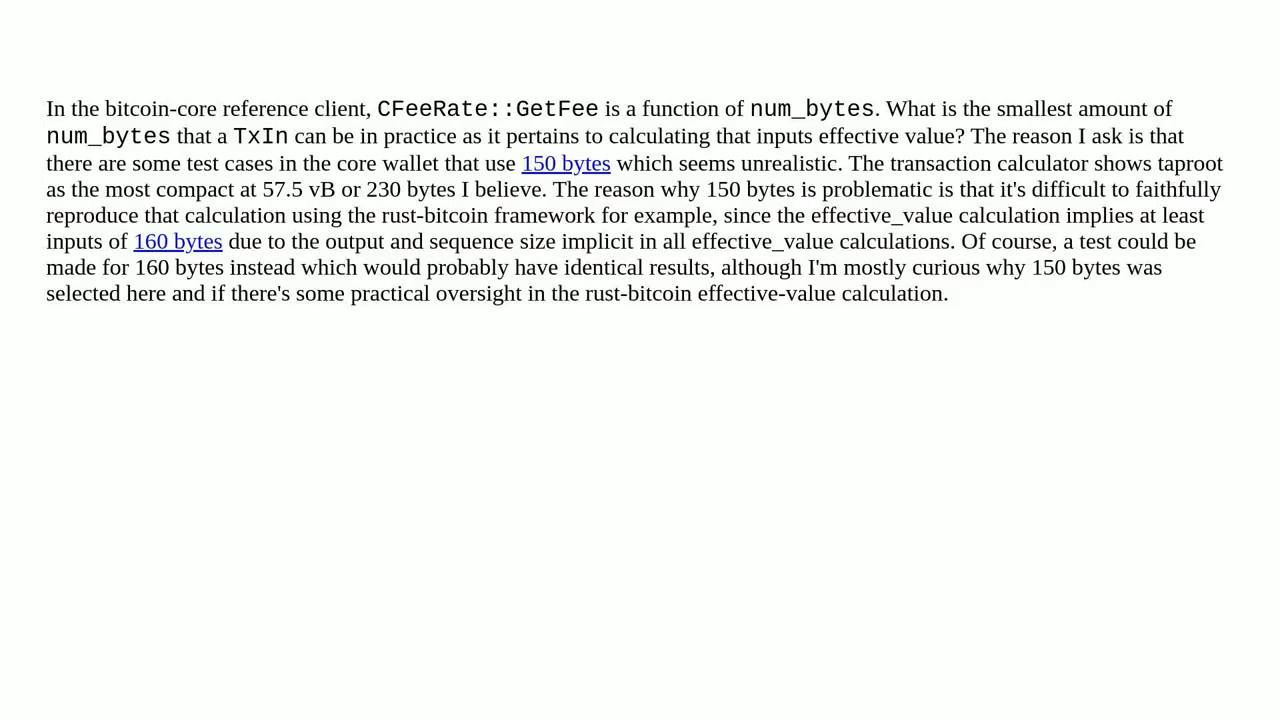 In the bitcoin-core reference client, CFeeRate::GetFee is a function of num_bytes. What is the smallest amount of
num_bytes that a TxIn can be in practice as it pertains to calculating that inputs effective value? The reason I ask is that
there are some test cases in the core wallet that use 150 bytes which seems unrealistic. The transaction calculator shows taproot
as the most compact at 57.5 vB or 230 bytes I believe. The reason why 150 bytes is problematic is that it's difficult to faithfully
reproduce that calculation using the rust-bitcoin framework for example, since the effective_value calculation implies at least
inputs of 160 bytes due to the output and sequence size implicit in all effective_value calculations. Of course, a test could be
made for 160 bytes instead which would probably have identical results, although I'm mostly curious why 150 bytes was
selected here and if there's some practical oversight in the rust-bitcoin effective-value calculation.